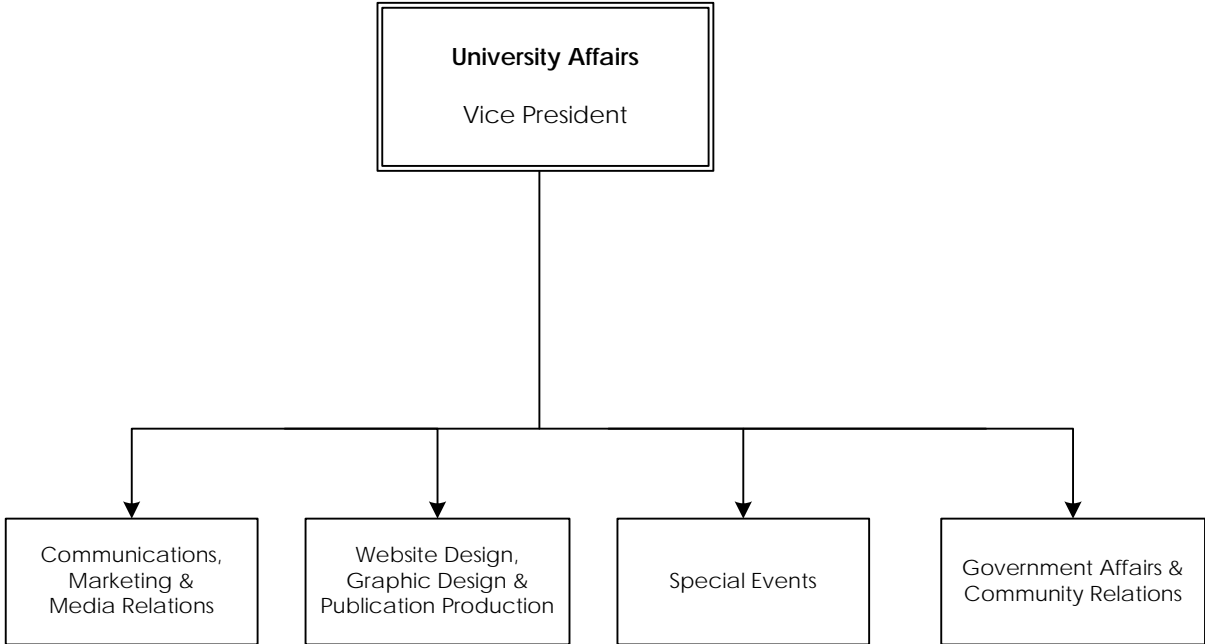 University Affairs
Vice President
Communications,
Marketing &
Media Relations
Website Design,
Graphic Design &
Publication Production
Special Events
Government Affairs &
Community Relations